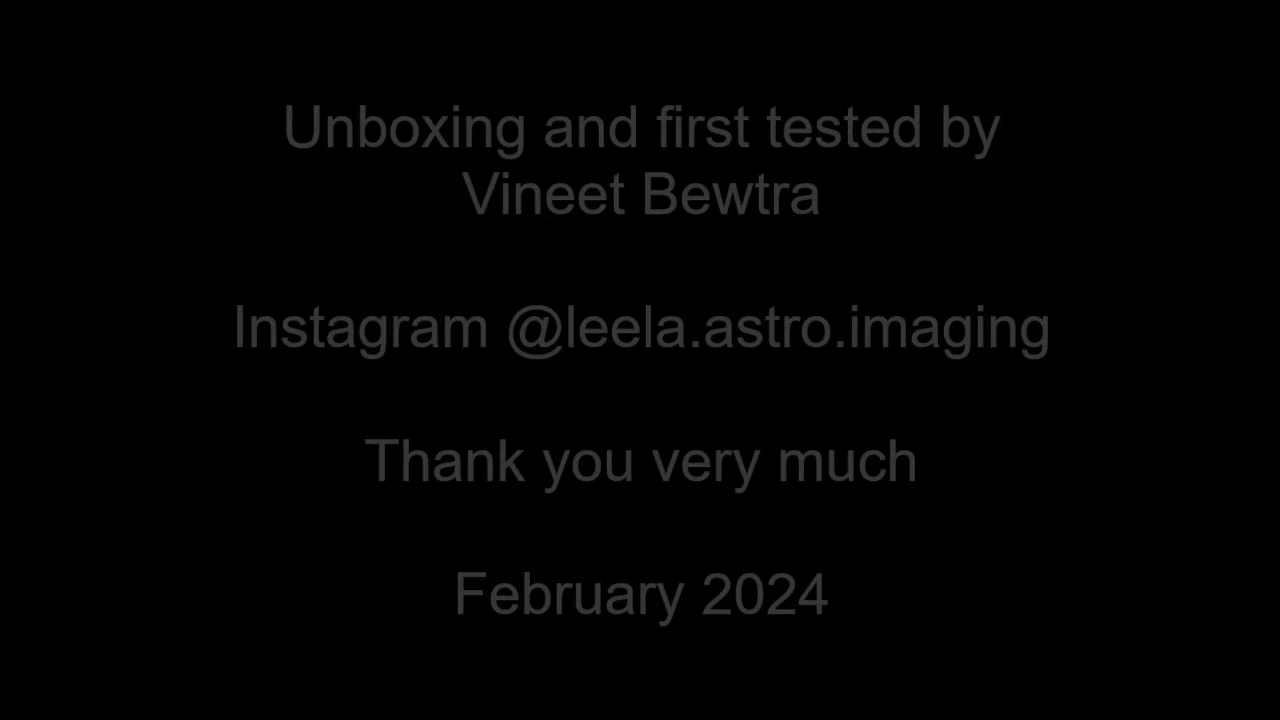 Unboxing and first tested by
Vineet Bewtra
Instagram @leela.astro.imaging
Thank you very much
February 2024